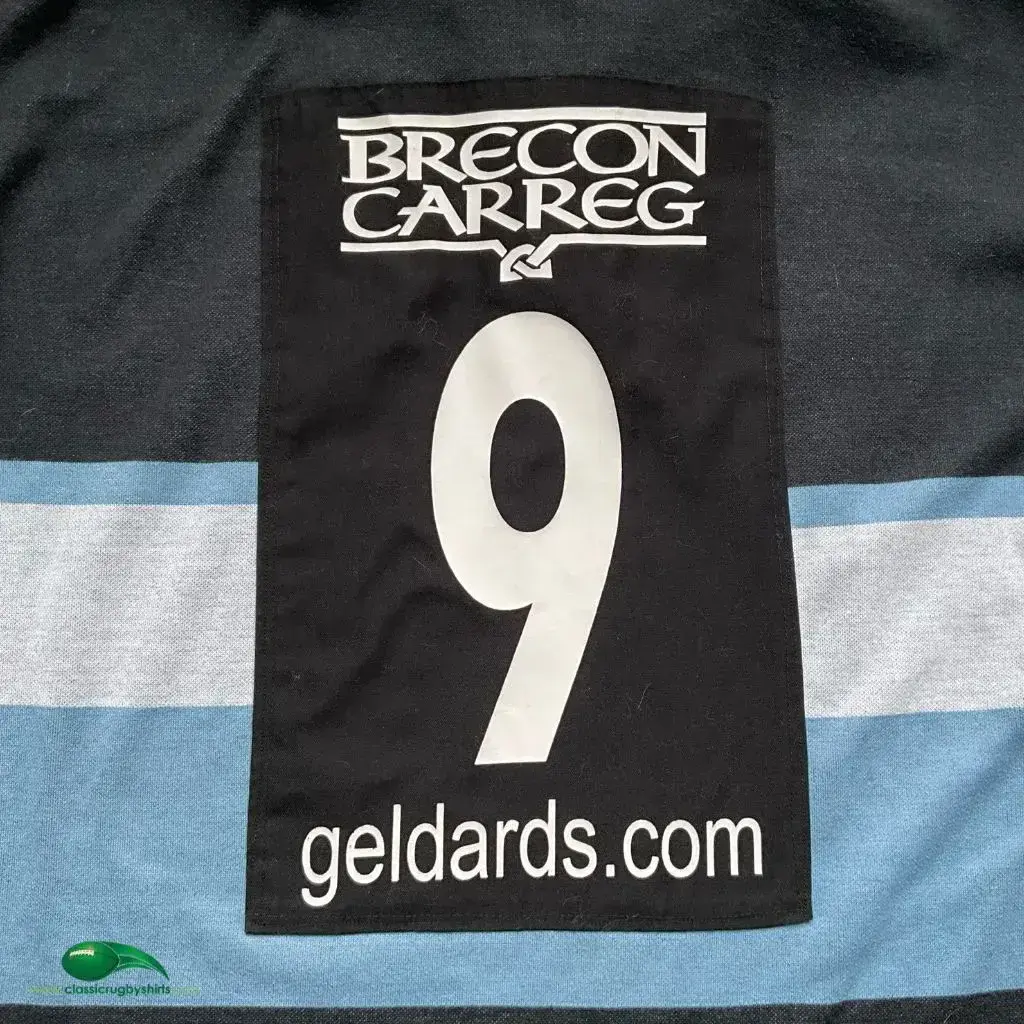 BRECON
CARREG
9
geldards.com
classicrugbyshirts